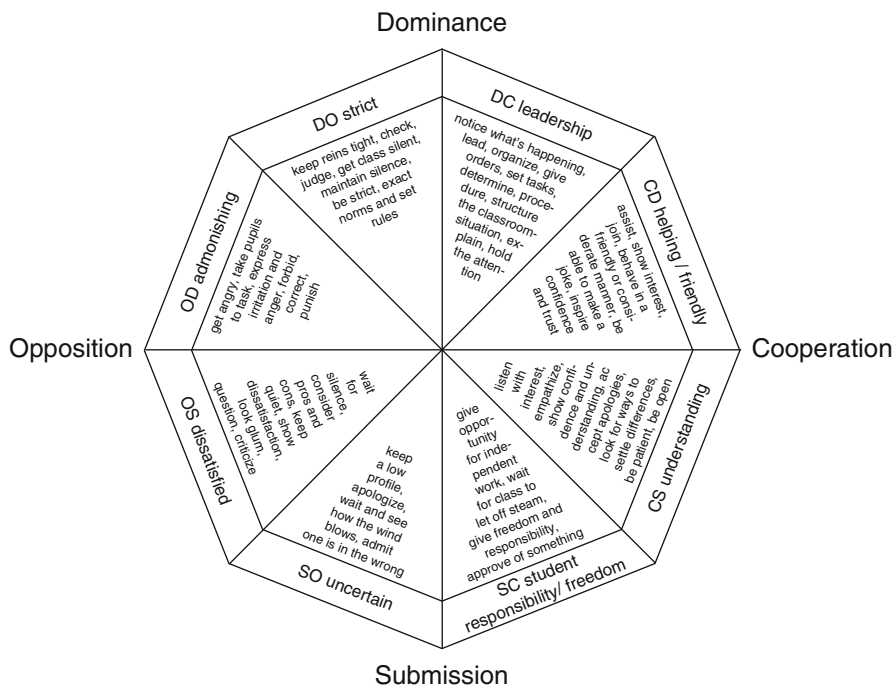 Dominance
DO strict
keep reins tight, check,
judge, get class silent,
maintain silence,
be strict, exact
norms and set
rules
DC leadership
notice what's happening,
lead, organize, give
orders, set tasks,
determine, proce-
dure, structure
the classroom-
situation, ex-
plain, hold
the atten-
tion
CD helping / friendly
assist, show interest,
join, behave in a
friendly or consi-
derate manner, be
able to make a
joke, inspire
confidence
and trust
OD admonishing
get angry, take pupils
to task, express
irritation and
anger, forbid,
correct,
punish
Opposition
Cooperation
OS dissatisfied
wait
for
silence,
consider
pros and
cons, keep
quiet, show
dissatisfaction,
look glum,
question, criticize
CS understanding
listen
with
interest,
empathize,
show confi-
dence and un-
derstanding, ac
cept apologies,
look for ways to
settle differences,
be patient, be open
SO uncertain
keep
a low
profile,
apologize,
wait and see
how the wind
blows, admit
one is in the wrong
SC student
responsibility/ freedom
give
oppor-
tunity
for inde-
pendent
work, wait
for class to
let off steam,
give freedom and
responsibility,
approve of something
Submission